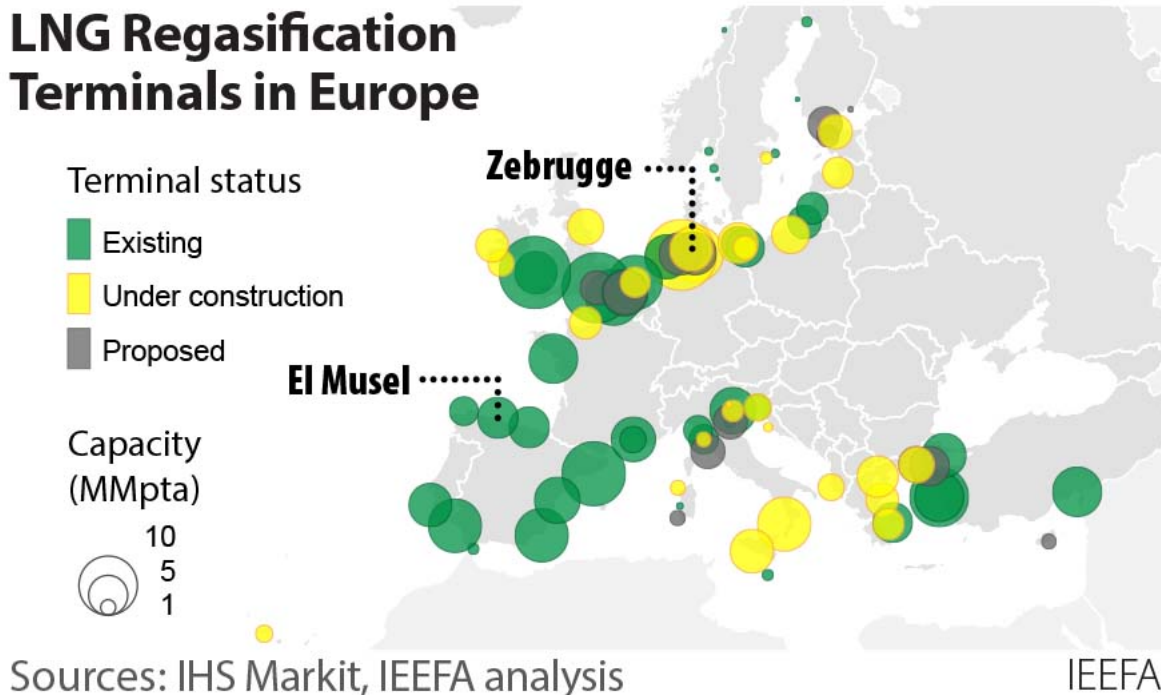 LNG Regasification
Terminals in Europe
Zebrugge
Terminal status
Existing
Under construction
Proposed
El Musel
Capacity
(MMpta)
10
5
1
Sources: IHS Markit, IEEFA analysis
IEEFA